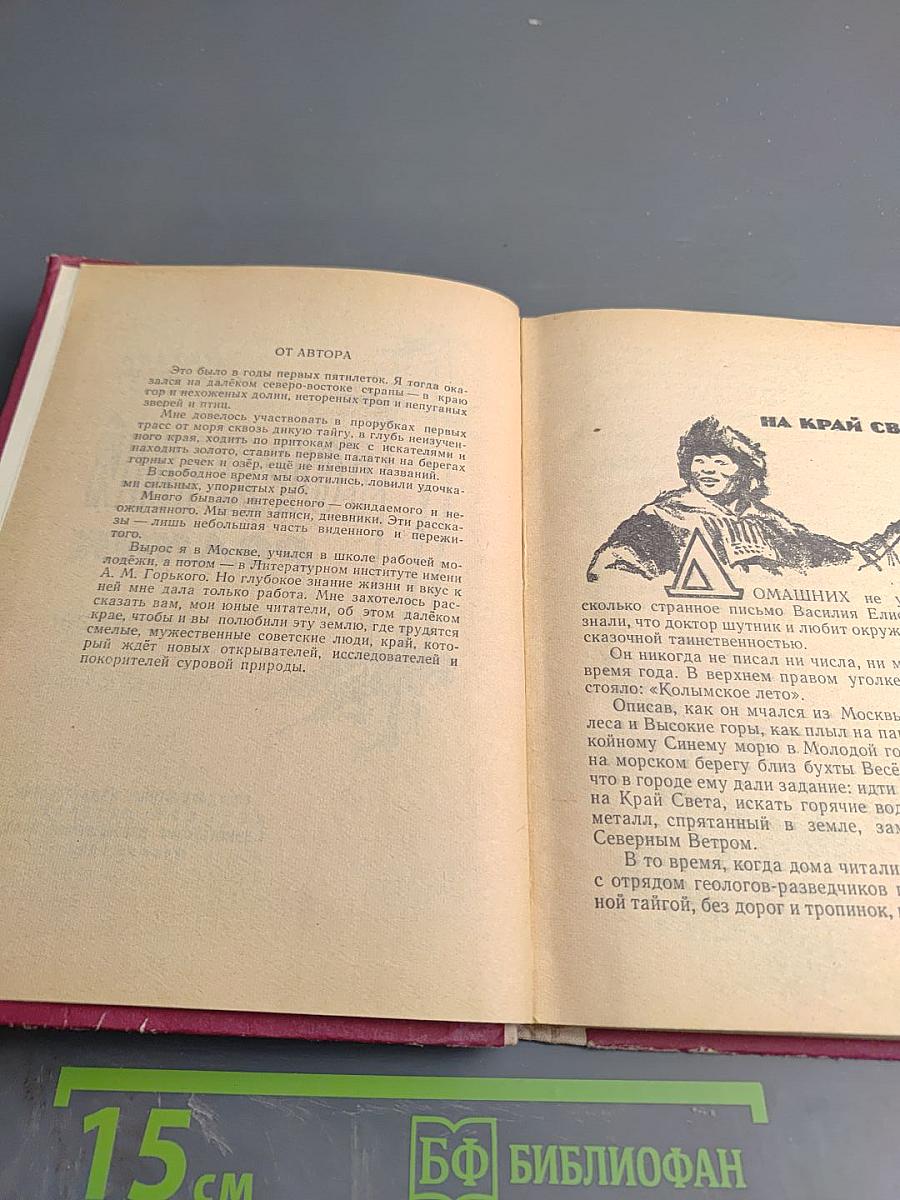 ОТ АВТОРА
Это было в годы первых пятилеток. Я тогда ока-
зался на далёком северо-востоке страны — в краю
гор и нехоженых долин, нетореных троп и непуганых
зверей и птиц.
Мне довелось участвовать в прорубках первых
трасс от моря сквозь дикую тайгу, в глубь неизучен-
ного края, ходить по притокам рек с искателями и
находить золото, ставить первые палатки на берегах
горных речек и озёр, ещё не имевших названий.
В свободное время мы охотились, ловили удочка-
ми сильных, упористых рыб.
Много бывало интересного — ожидаемого и не-
ожиданного. Мы вели записи, дневники. Эти расска-
зы — лишь небольшая часть виденного и пережи-
того.
Вырос я в Москве, учился в школе рабочей мо-
лодёжи, а потом — в Литературном институте имени
А. М. Горького. Но глубокое знание жизни и вкус к
ней мне дала только работа. Мне захотелось рас-
сказать вам, мои юные читатели, об этом далёком
крае, чтобы и вы полюбили эту землю, где трудятся
смелые, мужественные советские люди, край, кото-
рый ждёт новых открывателей, исследователей и
покорителей суровой природы.
НА КРАЙ СВ
ДОМАШНИХ не у
сколько странное письмо Василия Елис
знали, что доктор шутник и любит окруж
сказочной таинственностью.
Он никогда не писал ни числа, ни м
время года. В верхнем правом уголке
стояло: «Колымское лето».
Описав, как он мчался из Москвы
леса и Высокие горы, как плыл на па
койному Синему морю в Молодой го
на морском берегу близ бухты Весё
что в городе ему дали задание: идти
на Край Света, искать горячие вод
металл, спрятанный в земле, зам
Северным Ветром.
В то время, когда дома читали
с отрядом геологов-разведчиков
ной тайгой, без дорог и тропинок,
15 см
БФ БИБЛИОФАН